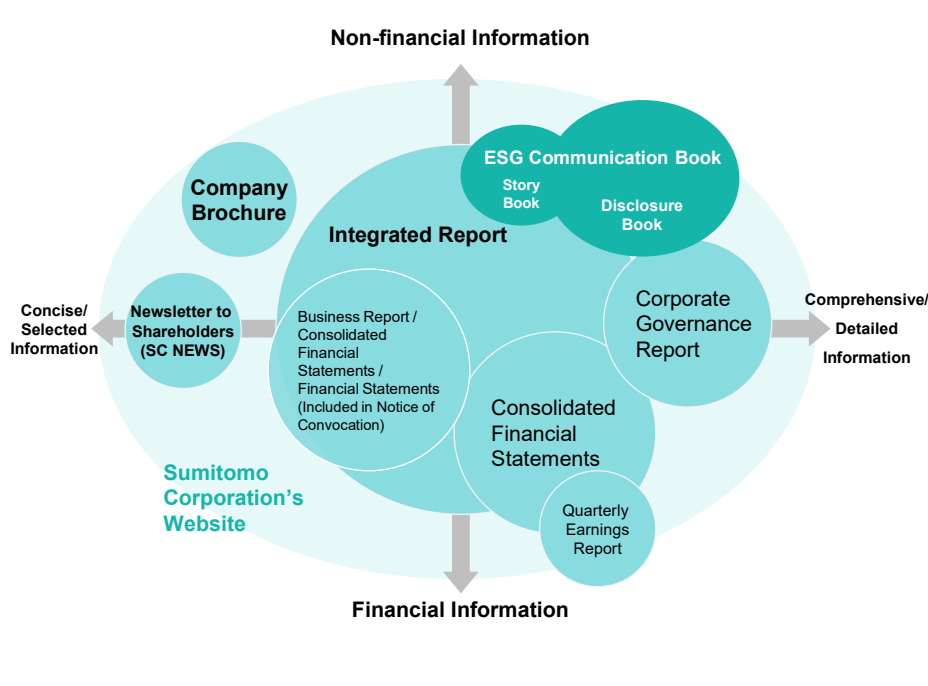 Non-financial Information
ESG Communication Book
Story
Book
Disclosure
Book
Company
Brochure
Integrated Report
Concise/
Selected
Information
Newsletter to
Shareholders
(SC NEWS)
Business Report /
Consolidated
Financial
Statements /
Financial Statements
(Included in Notice of
Convocation)
Corporate
Governance
Report
Comprehensive/
Detailed
Information
Consolidated
Financial
Statements
Sumitomo
Corporation’s
Website
Quarterly
Earnings
Report
Financial Information